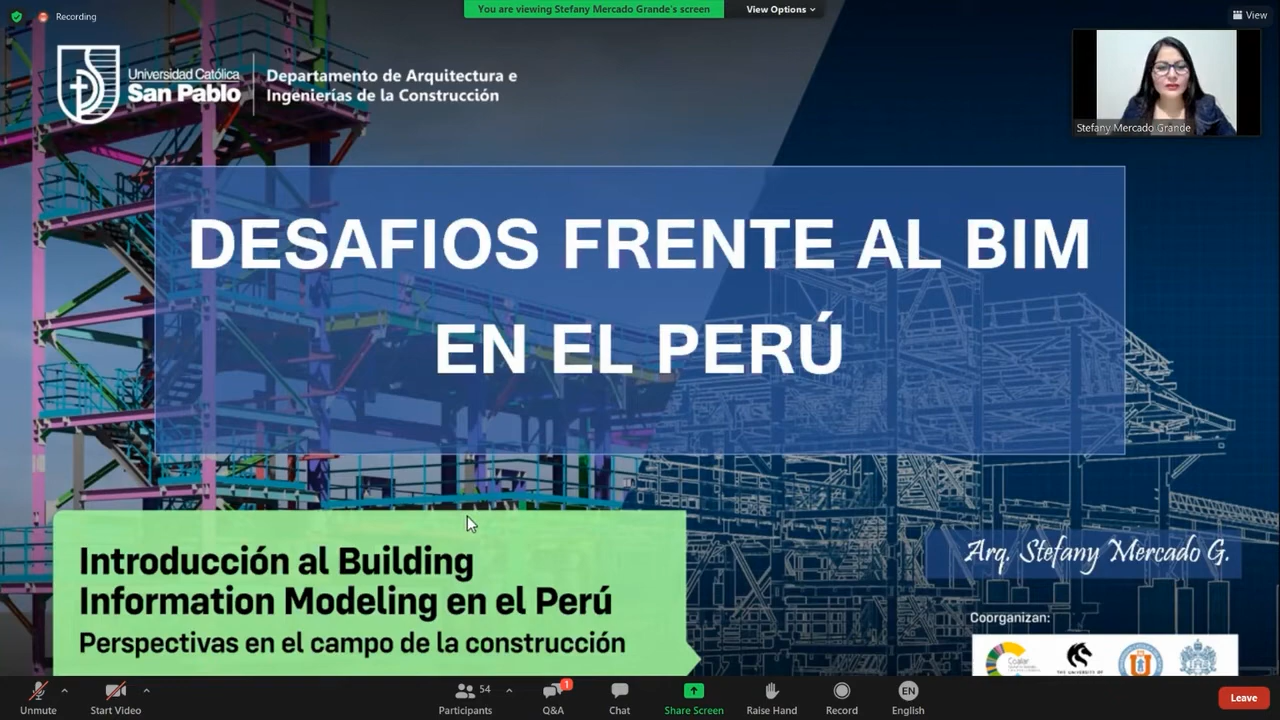 Recording
You are viewing Stefany Mercado Grande's screen
View Options
View
Universidad Católica
San Pablo
Departamento de Arquitectura e
Ingenierías de la Construcción
Stefany Mercado Grande
DESAFIOS FRENTE AL BIM
EN EL PERÚ
Introducción al Building
Information Modeling en el Perú
Perspectivas en el campo de la construcción
Arq. Stefany Mercado G.
Coorganizan:
THE UNIVERSITY OF
Unmute
Start Video
54
Participants
1
Q&A
Chat
Share Screen
Raise Hand
Record
EN
English
Leave